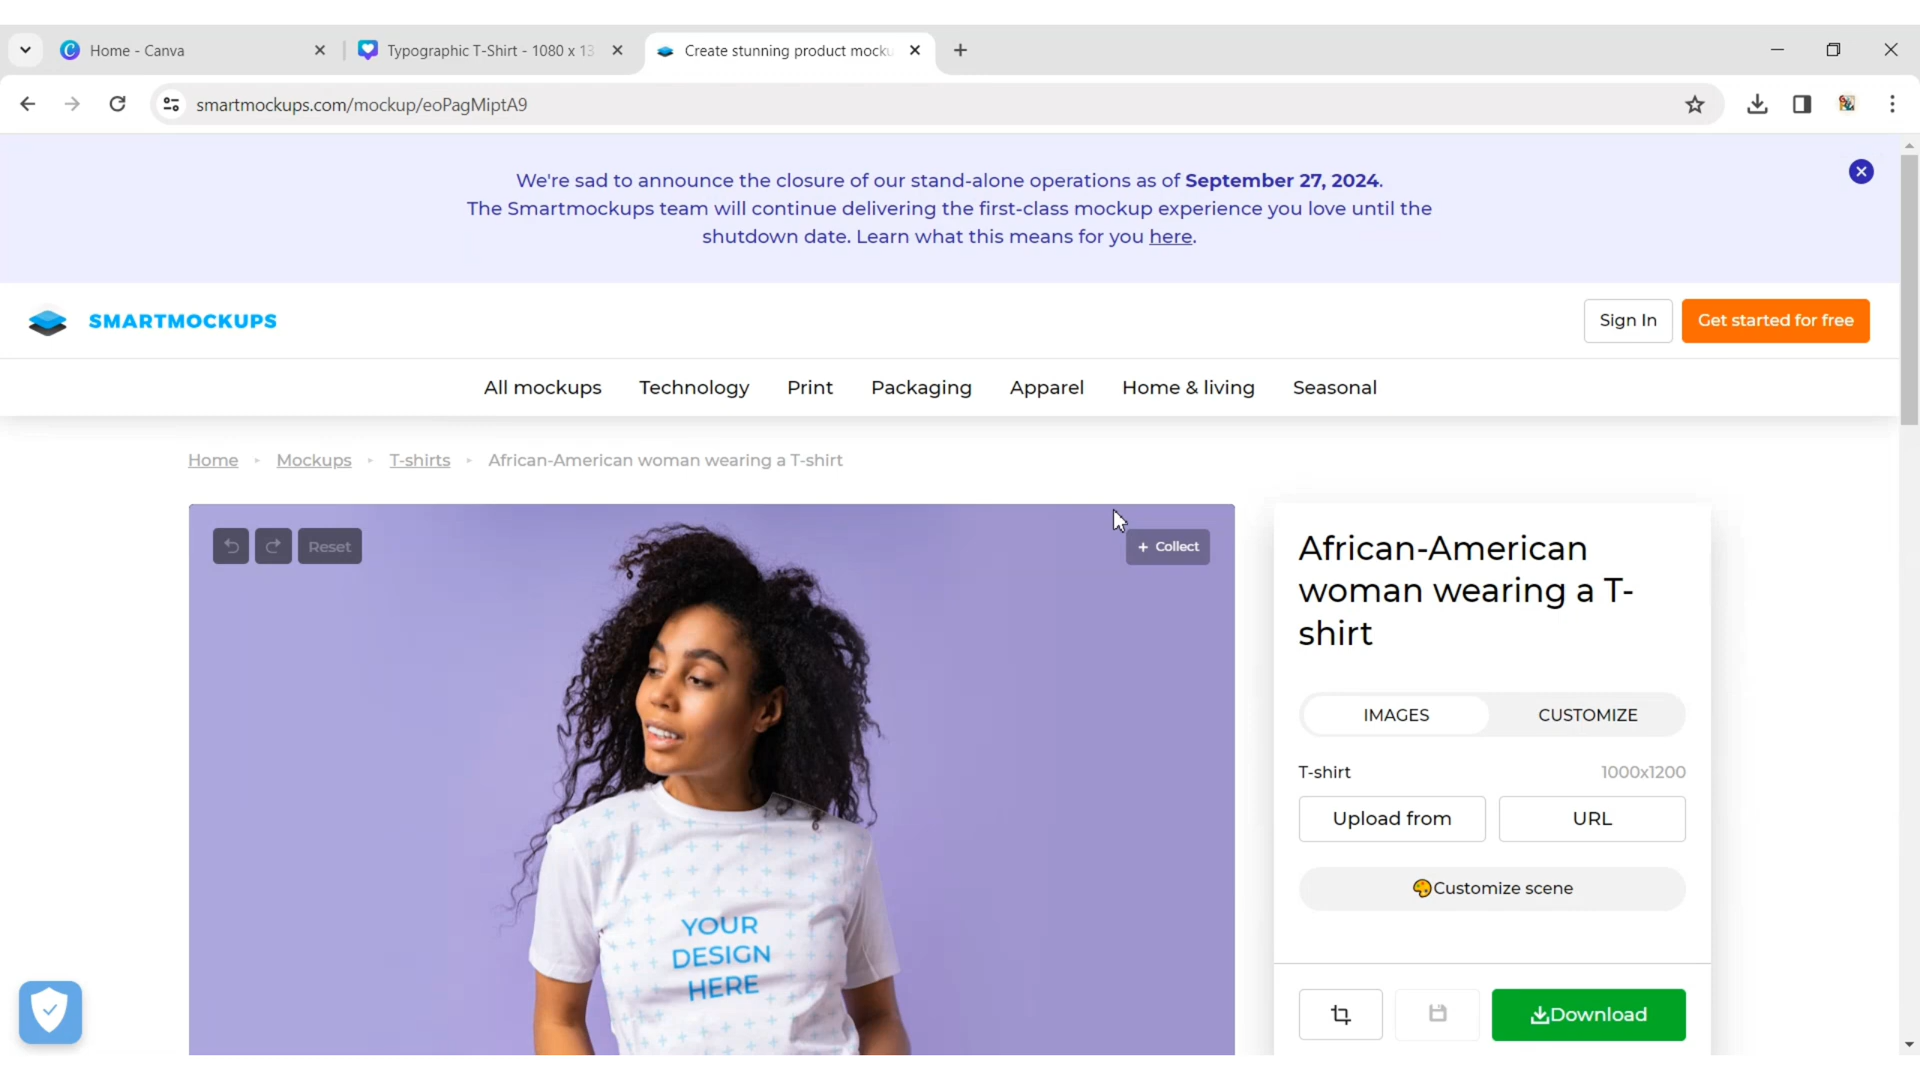 Home - Canva
Typographic T-Shirt - 1080 x 13
Create stunning product mocku
smartmockups.com/mockup/eoPagMiptA9
We're sad to announce the closure of our stand-alone operations as of September 27, 2024.
The Smartmockups team will continue delivering the first-class mockup experience you love until the
shutdown date. Learn what this means for you here.
SMARTMOCKUPS
Sign In
Get started for free
All mockups
Technology
Print
Packaging
Apparel
Home & living
Seasonal
Home
Mockups
T-shirts
African-American woman wearing a T-shirt
Reset
+ Collect
YOUR
DESIGN
HERE
African-American
woman wearing a T-
shirt
IMAGES
CUSTOMIZE
T-shirt
1000x1200
Upload from
URL
Customize scene
Download